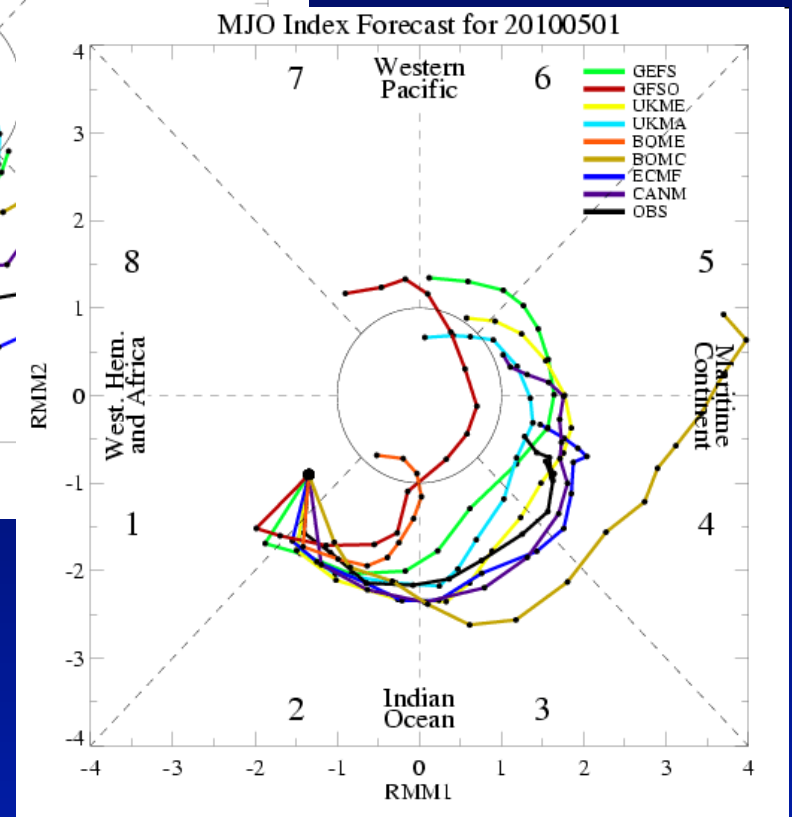 MJO Index Forecast for 20100501
4
3
2
1
0
-1
-2
-3
-4
-4
-3
-2
-1
0
1
2
3
4
RMM2
RMM1
7
Western
Pacific
6
GEFS
GFSO
UKME
UKMA
BOME
BOMC
ECMF
CANM
OBS
8
5
West. Hem.
and Africa
Maritime
Continent
1
4
2
Indian
Ocean
3